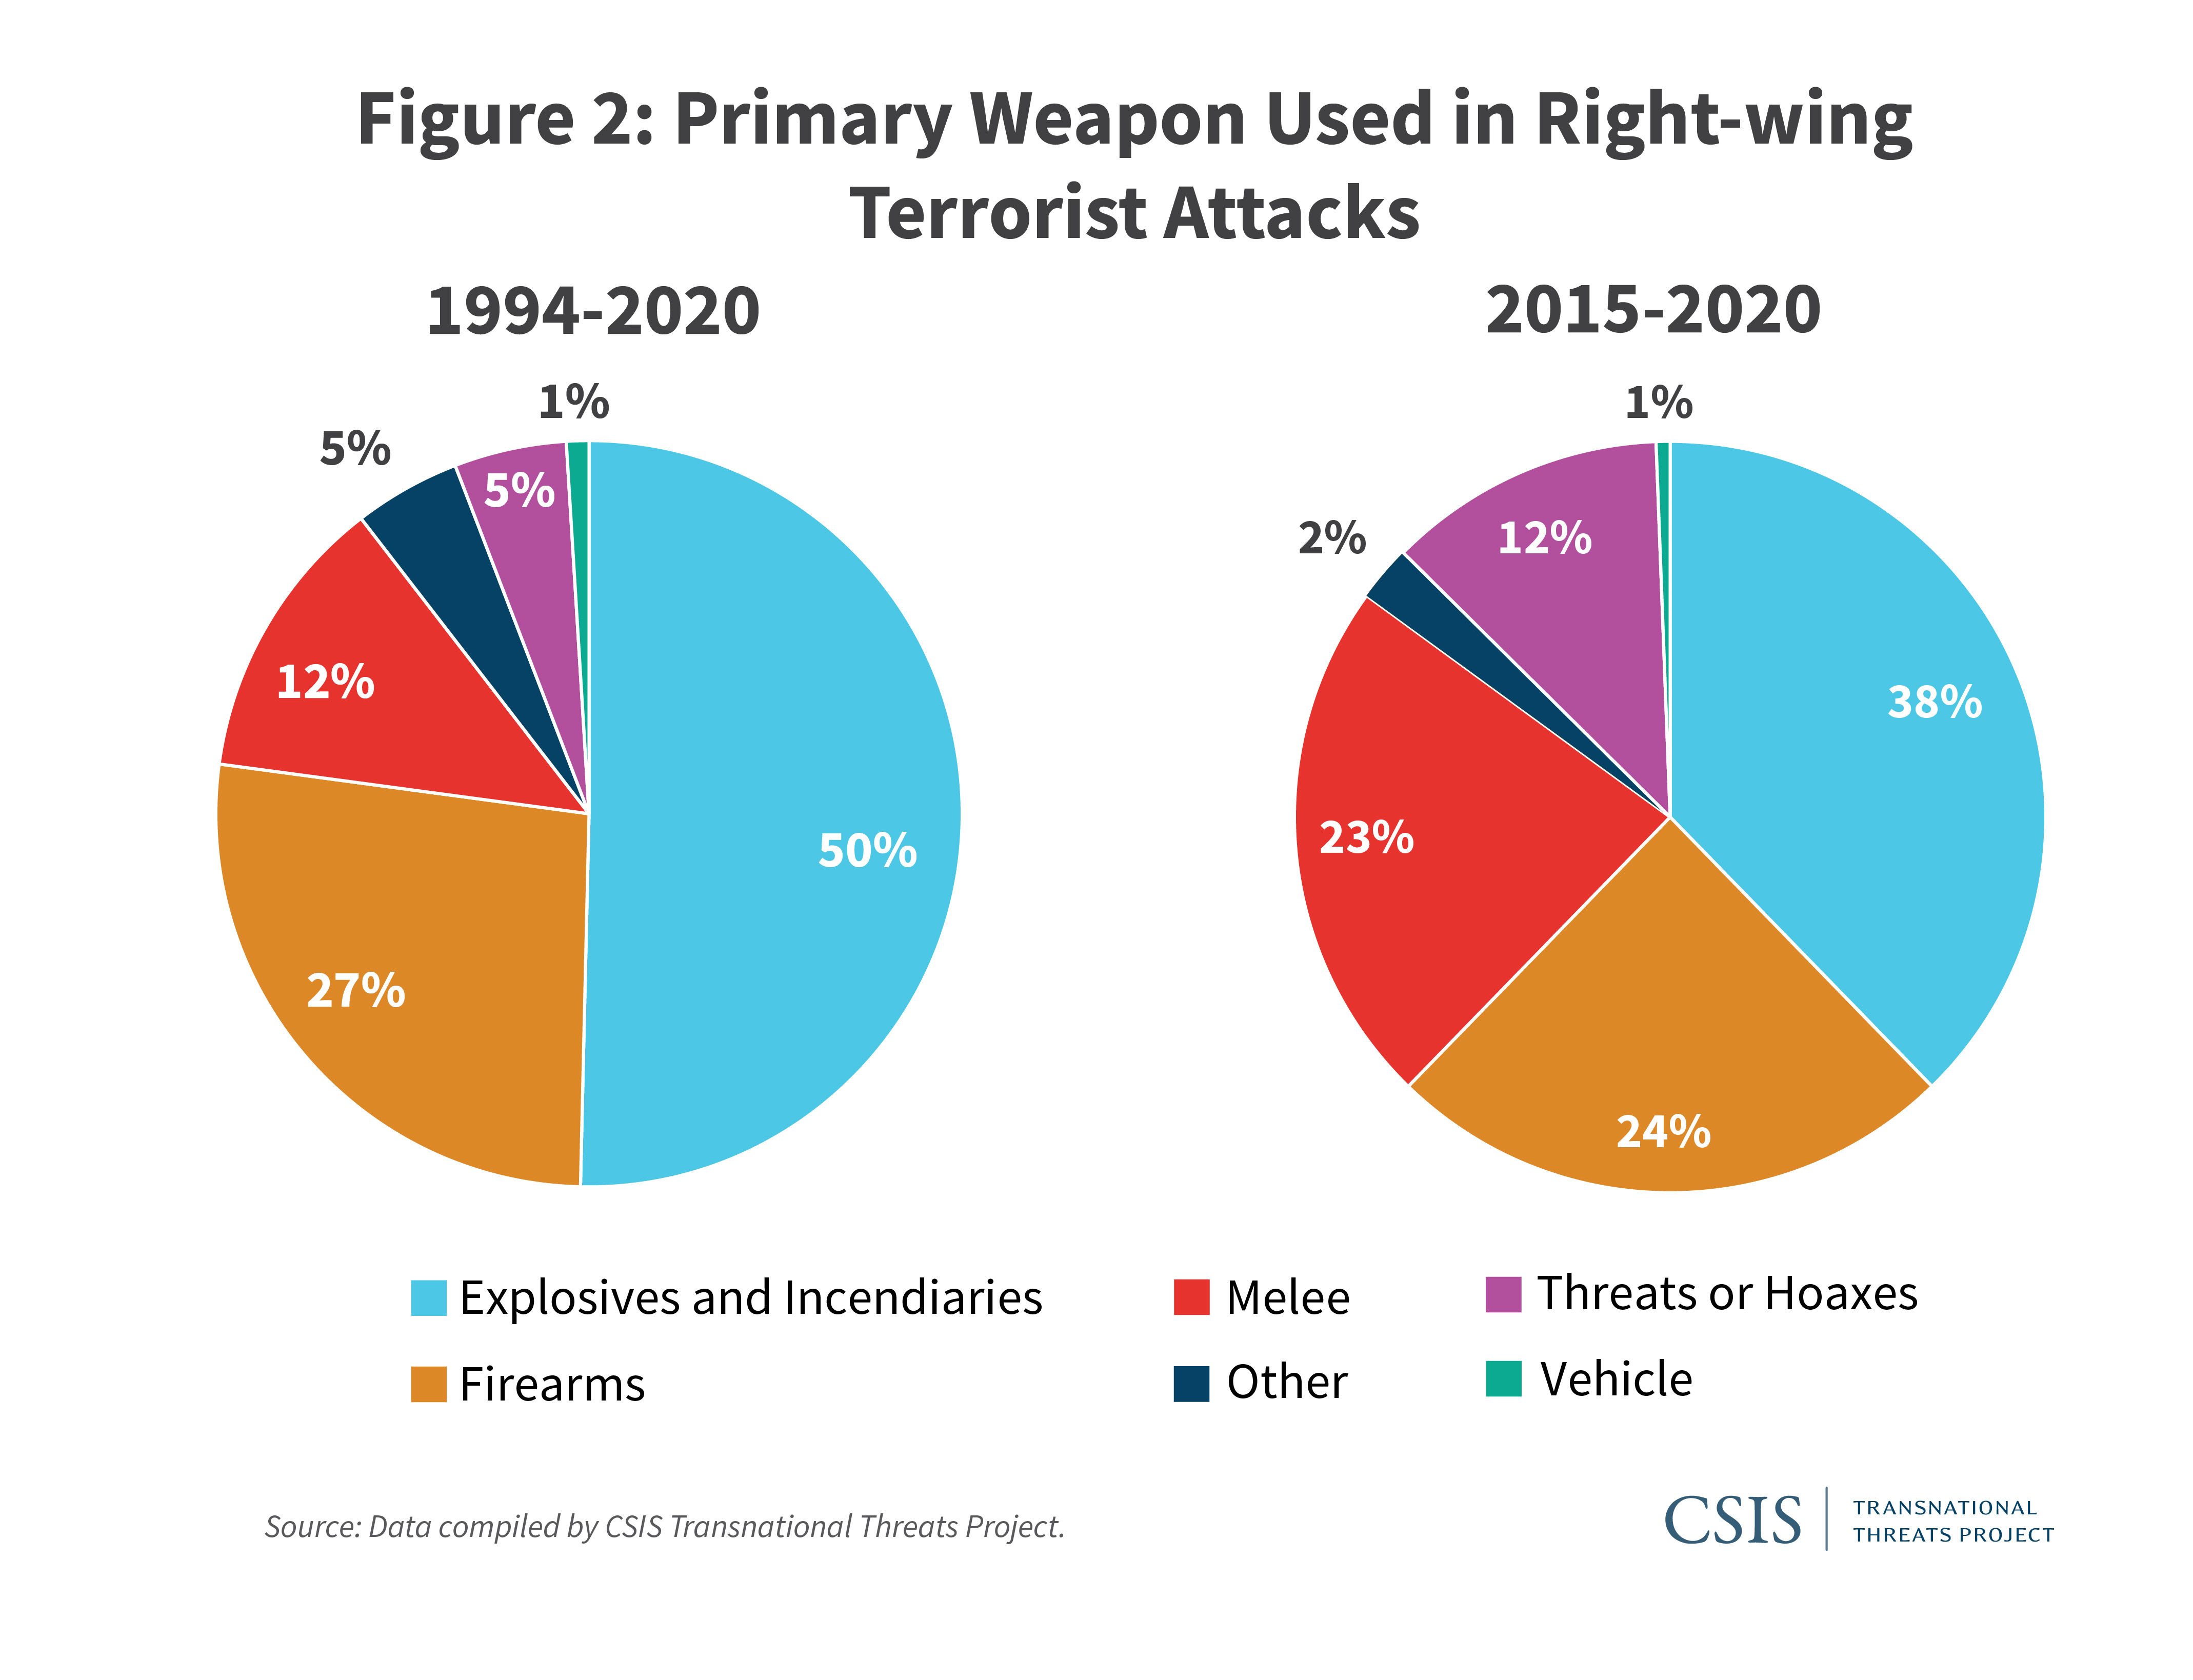 Figure 2: Primary Weapon Used in Right-wing
Terrorist Attacks
1994-2020
2015-2020
1%
5%
5%
12%
27%
50%
1%
2%
12%
38%
23%
24%
Explosives and Incendiaries
Melee
Threats or Hoaxes
Firearms
Other
Vehicle
Source: Data compiled by CSIS Transnational Threats Project.
CSIS
TRANSNATIONAL
THREATS PROJECT